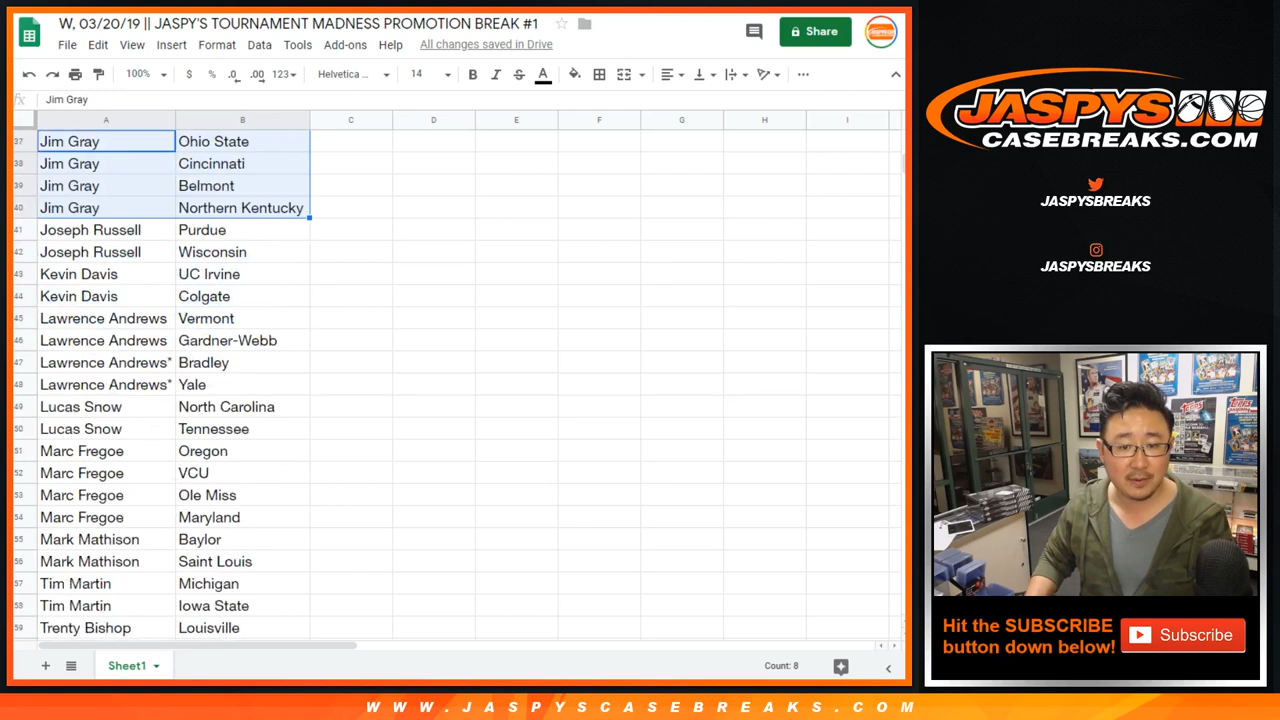 W, 03/20/19 || JASPY'S TOURNAMENT MADNESS PROMOTION BREAK #1
File Edit View Insert Format Data Tools Add-ons Help All changes saved in Drive
Share
100% $ % .0 .00 123 Helvetica ... 14 B I S A
fx Jim Gray
A B C D E F G H I
37 Jim Gray Ohio State
38 Jim Gray Cincinnati
39 Jim Gray Belmont
40 Jim Gray Northern Kentucky
41 Joseph Russell Purdue
42 Joseph Russell Wisconsin
43 Kevin Davis UC Irvine
44 Kevin Davis Colgate
45 Lawrence Andrews Vermont
46 Lawrence Andrews Gardner-Webb
47 Lawrence Andrews* Bradley
48 Lawrence Andrews* Yale
49 Lucas Snow North Carolina
50 Lucas Snow Tennessee
51 Marc Fregoe Oregon
52 Marc Fregoe VCU
53 Marc Fregoe Ole Miss
54 Marc Fregoe Maryland
55 Mark Mathison Baylor
56 Mark Mathison Saint Louis
57 Tim Martin Michigan
58 Tim Martin Iowa State
59 Trenty Bishop Louisville
Sheet1
Count: 8
JASPYS
CASEBREAKS.COM
JASPYSBREAKS
JASPYSBREAKS
Topps
Hit the SUBSCRIBE
button down below!
Subscribe
WWW.JASPYSCASEBREAKS.COM